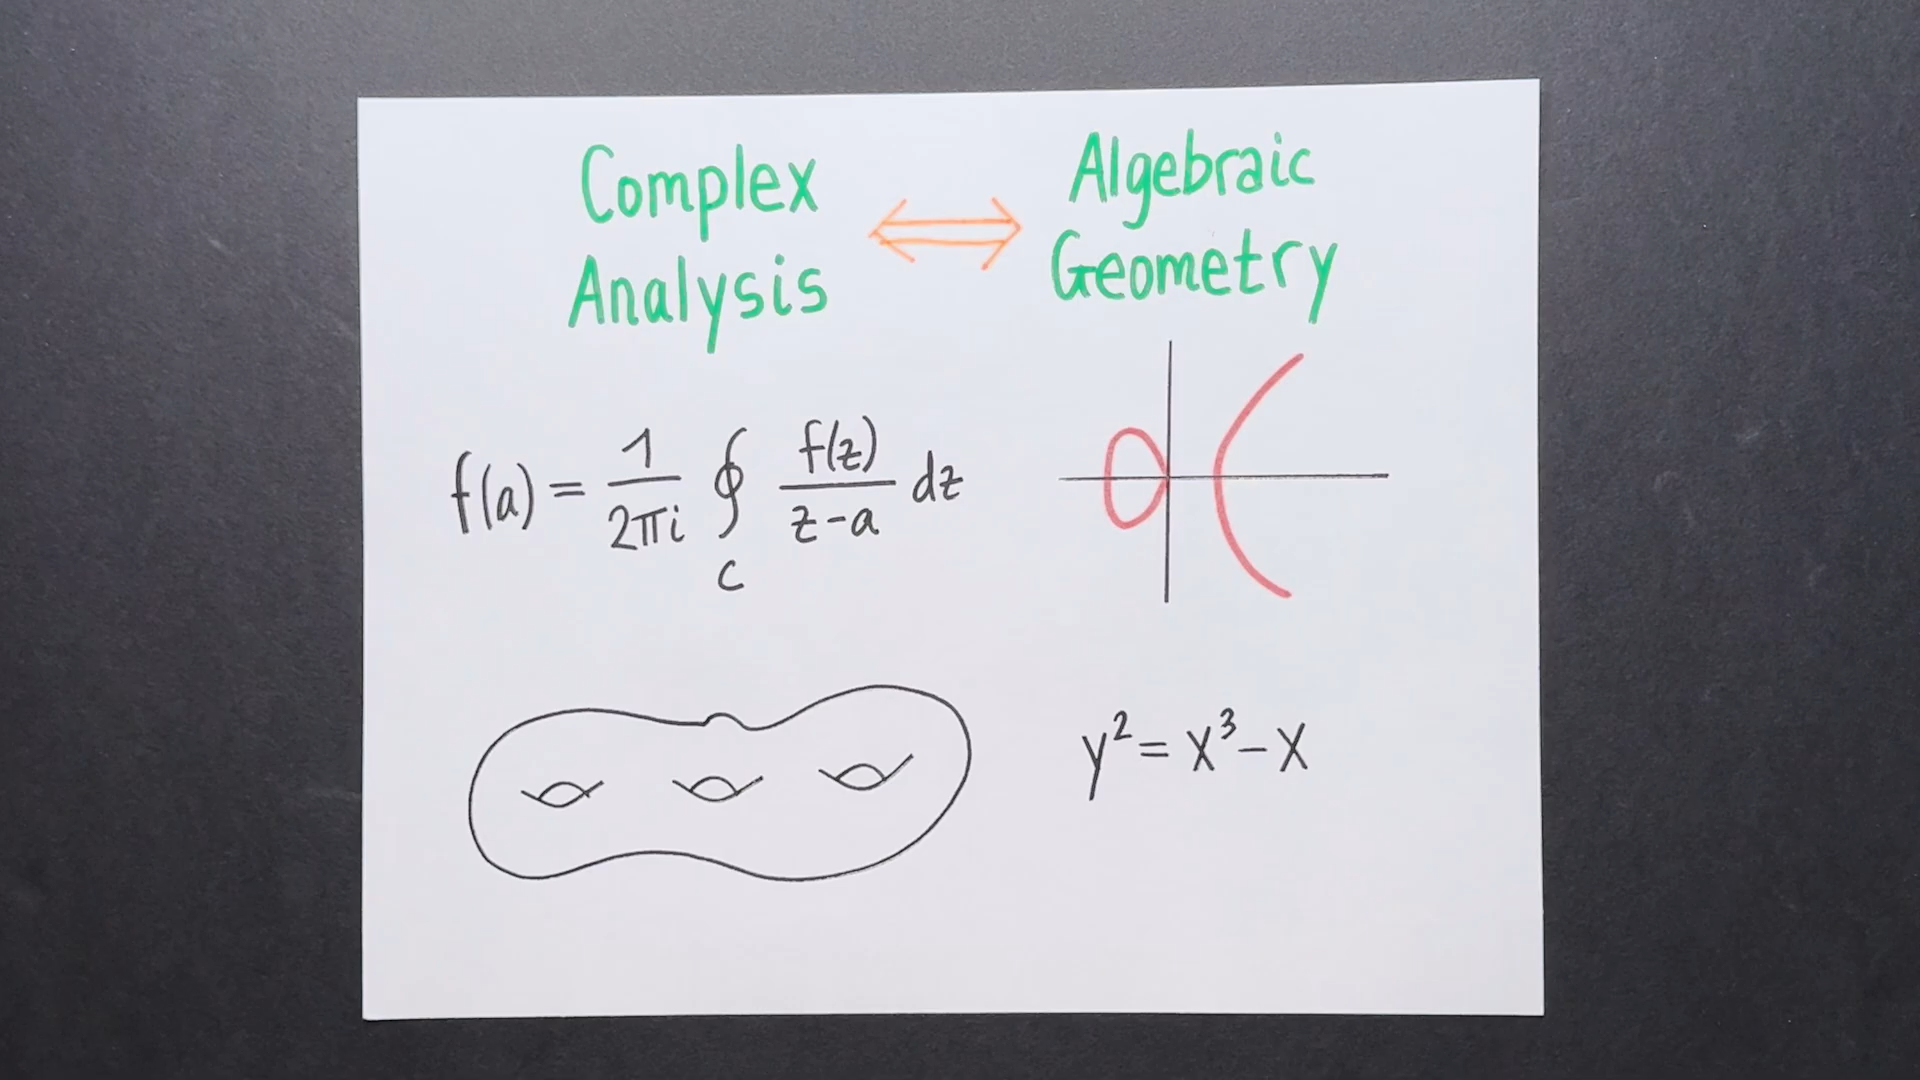 Complex
Analysis
⟺
Algebraic
Geometry
f(a) = 1/2πi ∮_C f(z)/z-a dz
y² = x³ - x